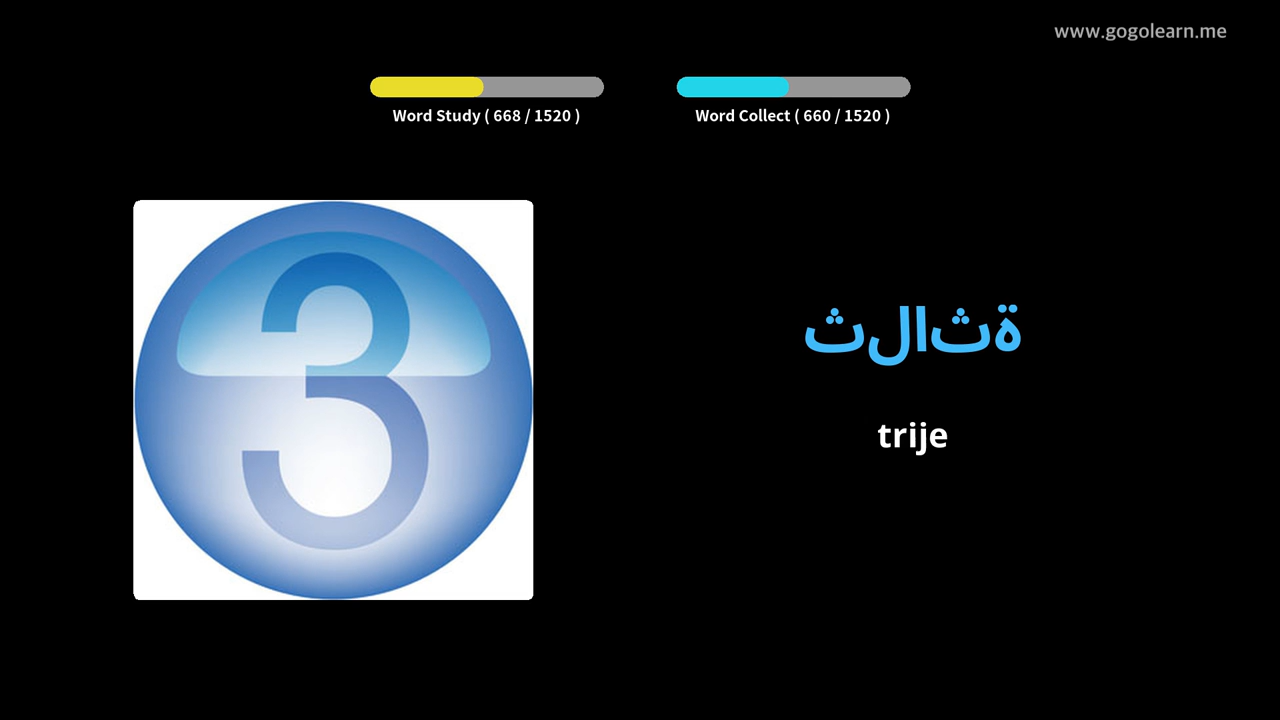 www.gogolearn.me
Word Study ( 668 / 1520 )
Word Collect ( 660 / 1520 )
3
ثلاثة
trije